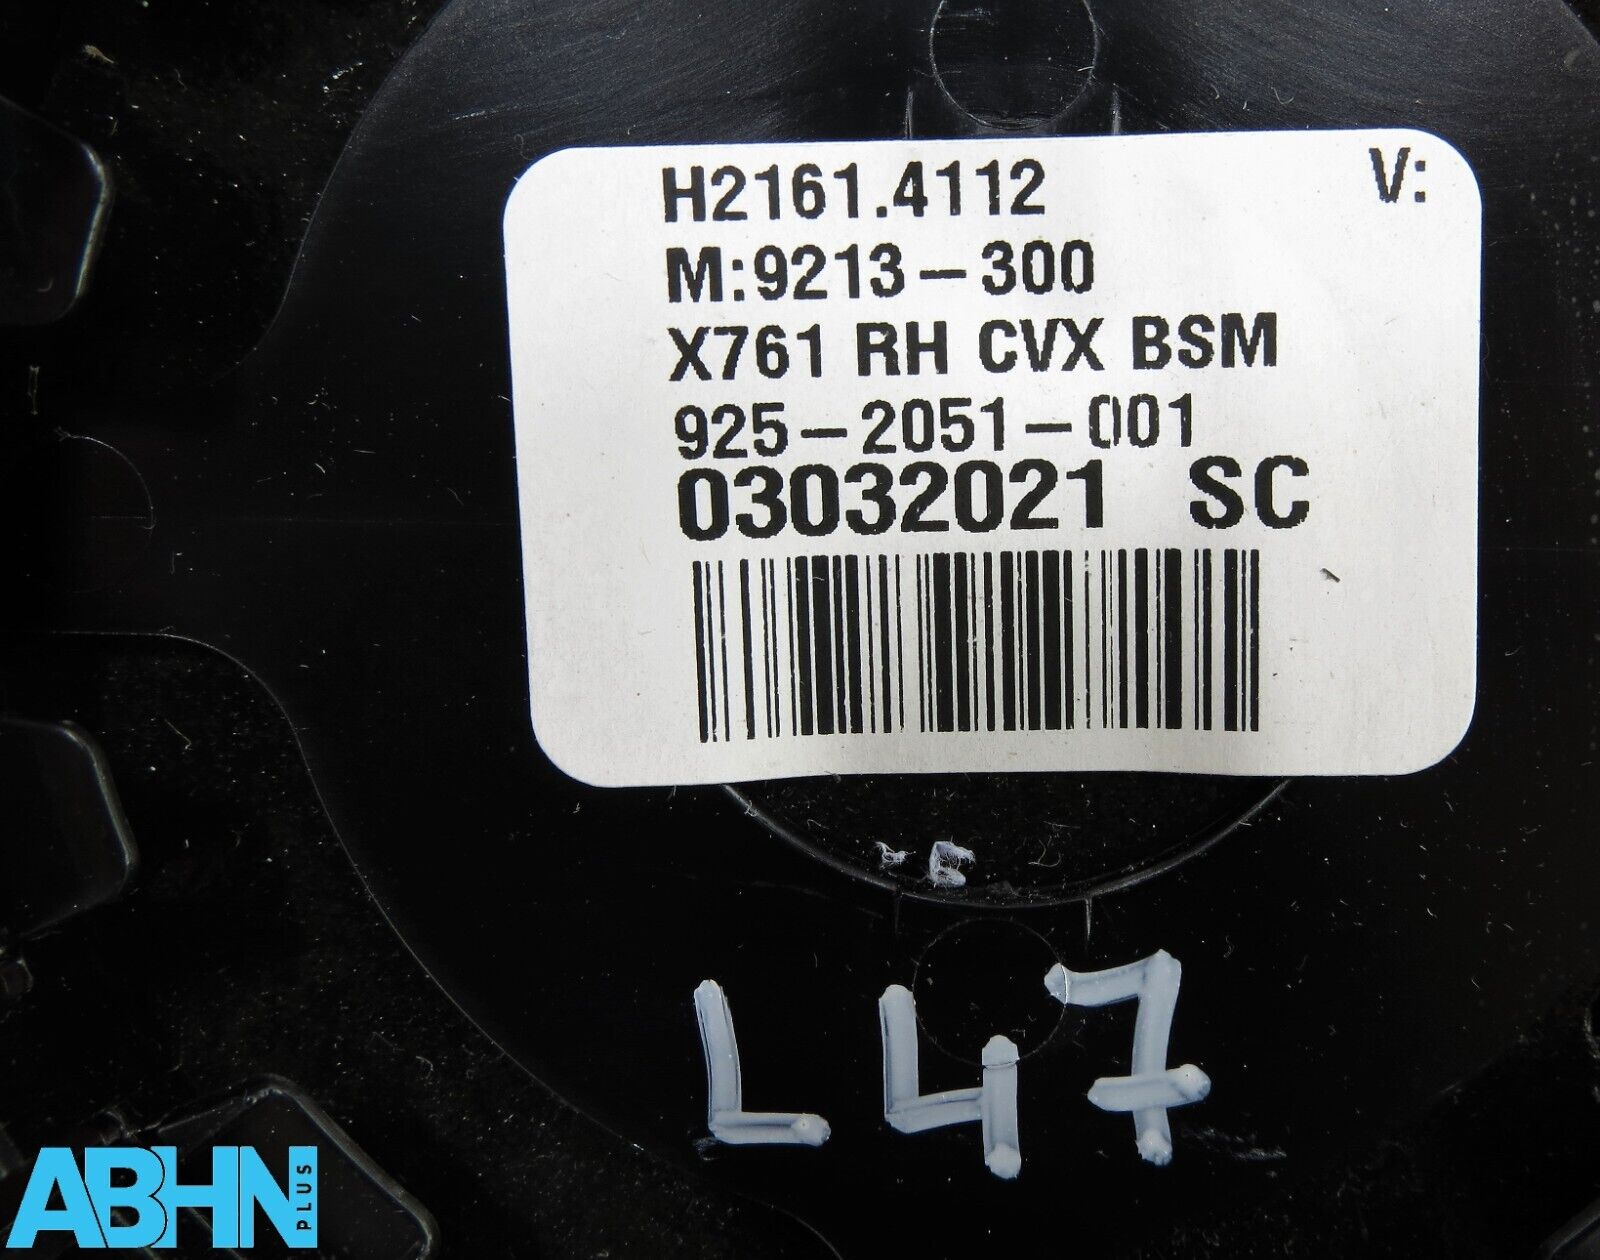 H2161.4112 V:
M:9213-300
X761 RH CVX BSM
925-2051-001
03032021 SC
L47
ABHN PLUS